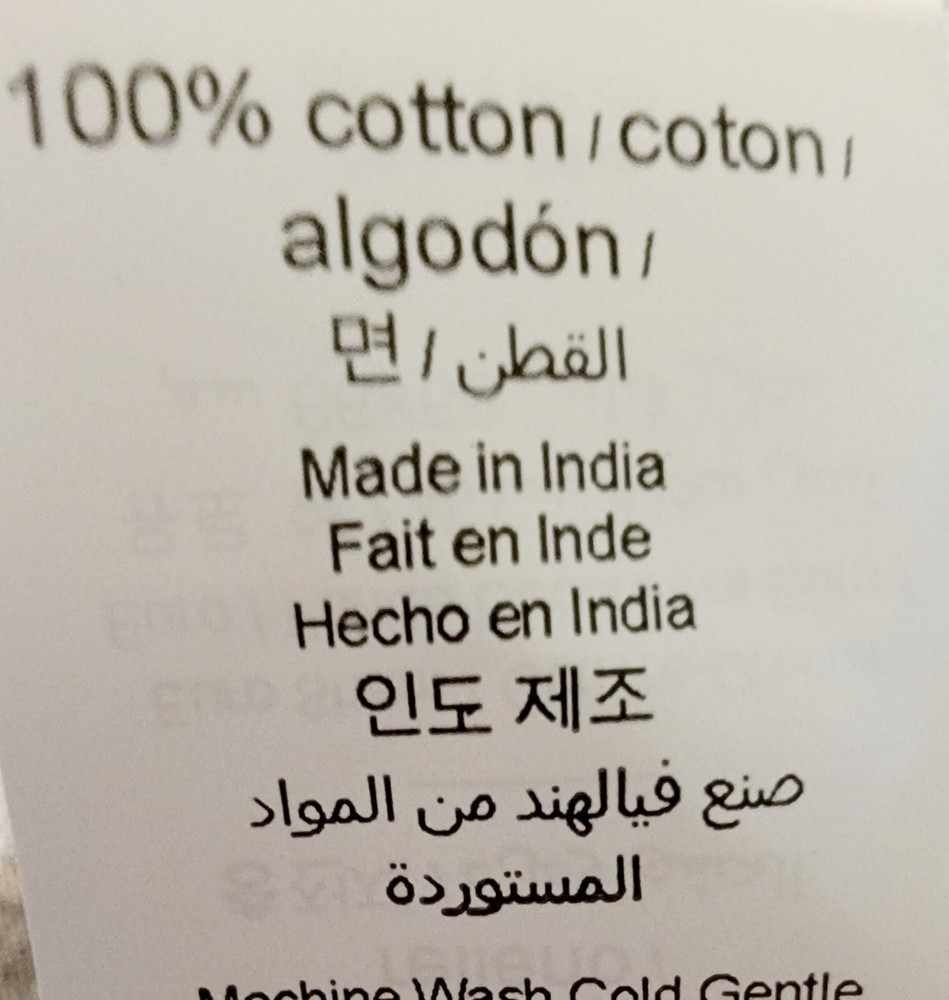 100% cotton / coton /
algodón /
면 / القطن
Made in India
Fait en Inde
Hecho en India
인도 제조
صنع فيالهند من المواد
المستوردة
Machine Wash Cold Gentle